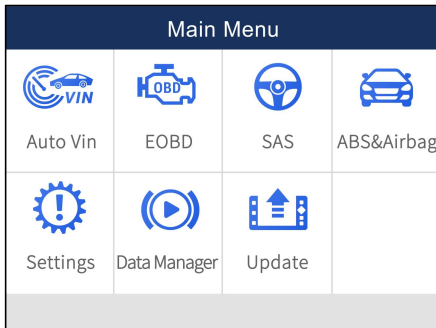 Main Menu
VIN
OBD
Auto Vin
EOBD
SAS
ABS&Airbag
Settings
Data Manager
Update